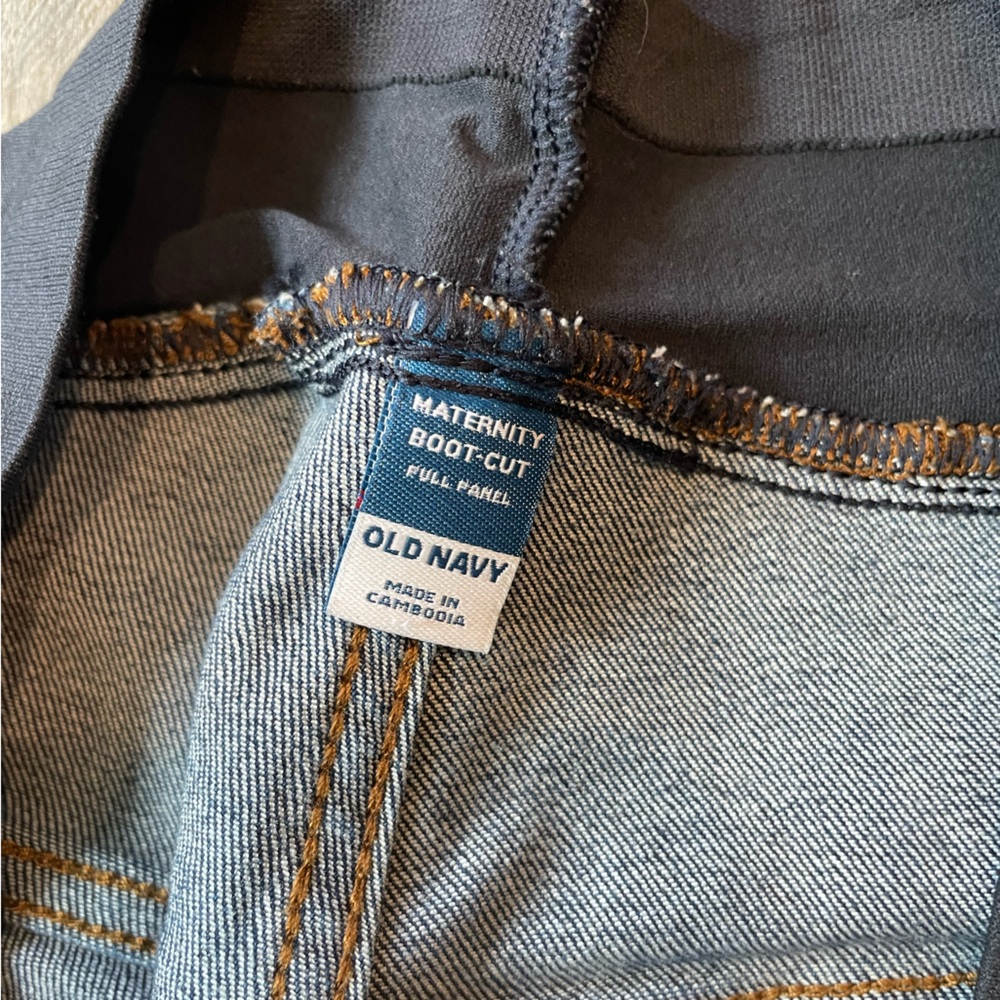 MATERNITY
BOOT-CUT
FULL PANEL
OLD NAVY
MADE IN
CAMBODIA